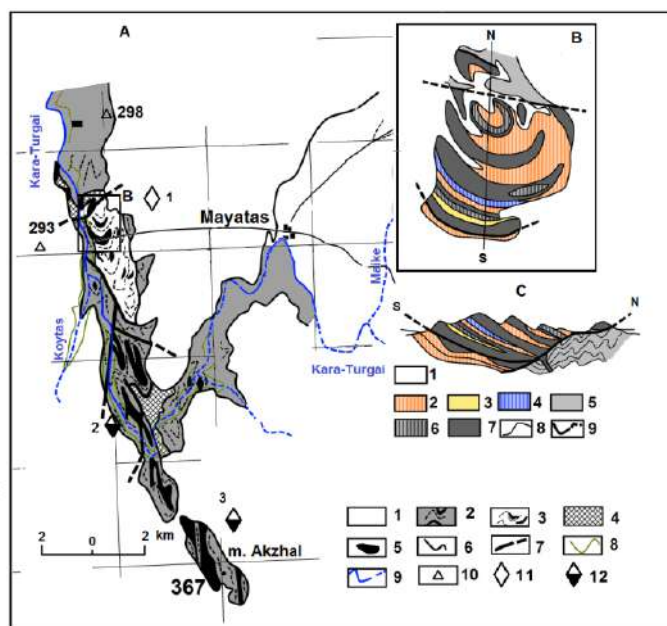 A
298
Kara-Turgai
B
1
293
Mayatas
Maike
Koytas
Kara-Turgai
2
3
2 0 2 km
m. Akzhal
367
B
N
S
C
S N
1
2 3 4 5
6 7 8 9
1 2 3 4
5 6 7 8
9 10 11 12